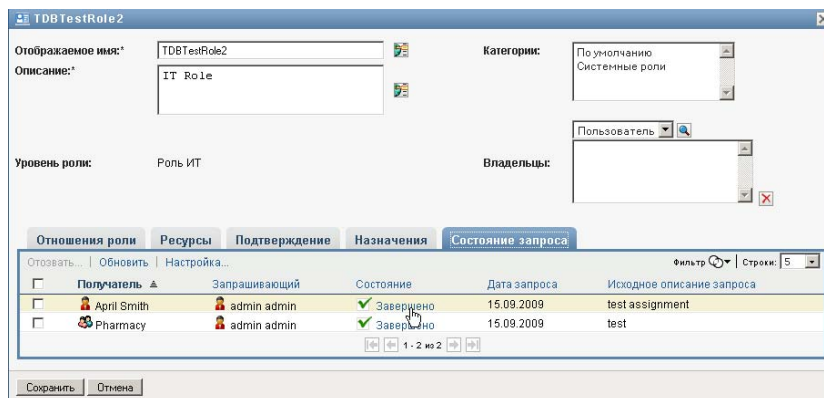 TDBTestRole2
Отображаемое имя:* TDBTestRole2 Категории: По умолчанию
Системные роли
Описание:* IT Role
Пользователь
Уровень роли: Роль ИТ Владельцы:
Отношения роли Ресурсы Подтверждение Назначения Состояние запроса
Отозвать... | Обновить | Настройка... Фильтр | Строки: 5
Получатель Запрашивающий Состояние Дата запроса Исходное описание запроса
April Smith admin admin Завершено 15.09.2009 test assignment
Pharmacy admin admin Завершено 15.09.2009 test
1 - 2 из 2
Сохранить Отмена